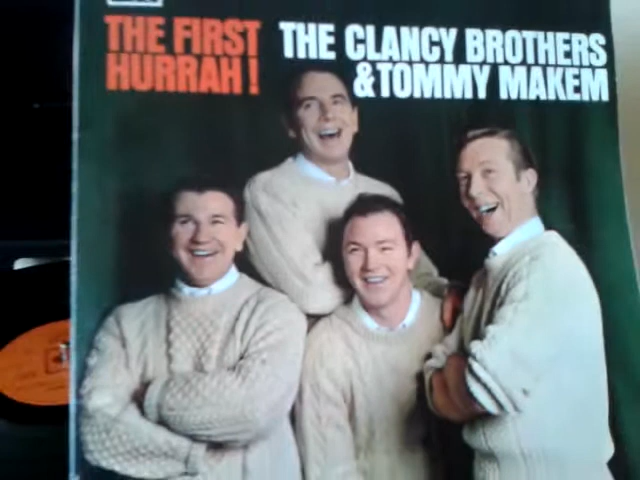 THE FIRST
HURRAH!
THE CLANCY BROTHERS
& TOMMY MAKEM